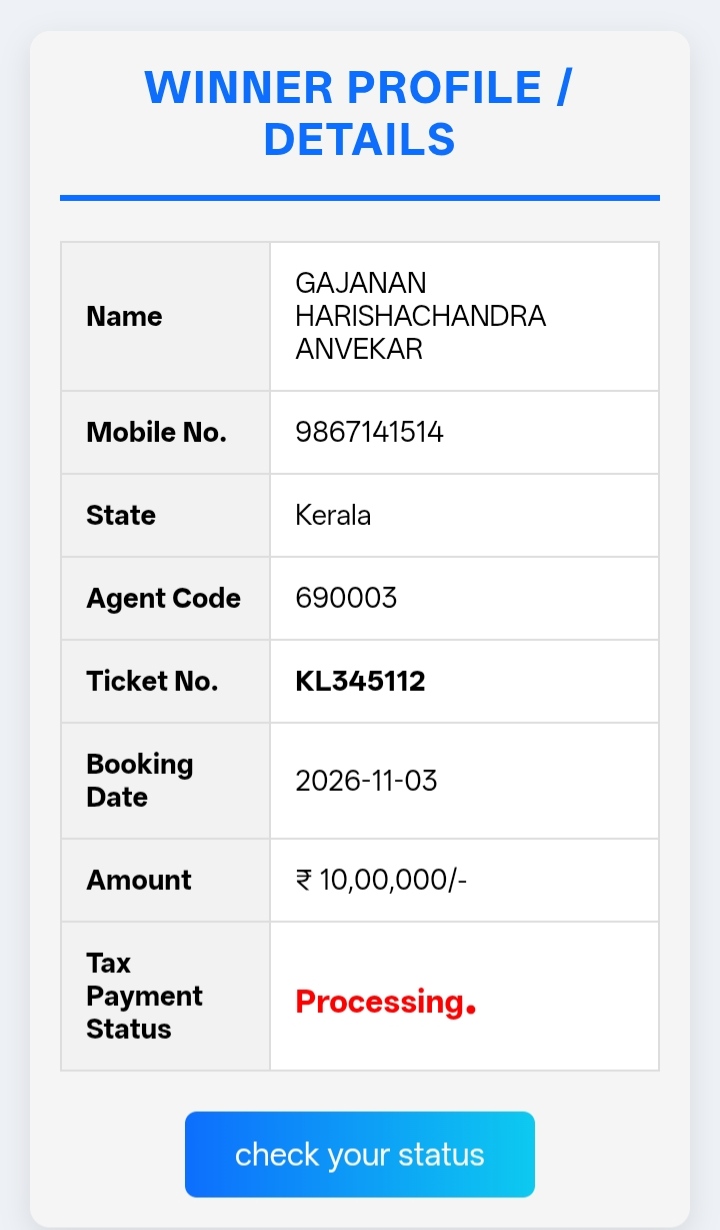 WINNER PROFILE /
DETAILS
Name
GAJANAN
HARISHACHANDRA
ANVEKAR
Mobile No.
9867141514
State
Kerala
Agent Code
690003
Ticket No.
KL345112
Booking
Date
2026-11-03
Amount
₹ 10,00,000/-
Tax
Payment
Status
Processing.
check your status